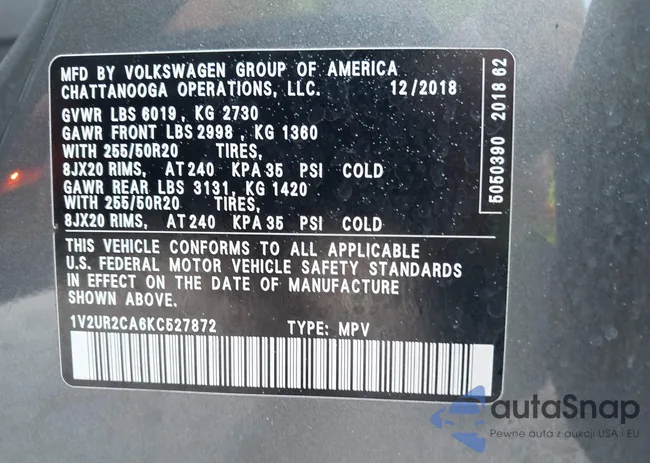 MFD BY VOLKSWAGEN GROUP OF AMERICA
CHATTANOOGA OPERATIONS, LLC. 12/2018
GVWR LBS 6019, KG 2730
GAWR FRONT LBS 2998, KG 1360
WITH 255/50R20 TIRES,
8JX20 RIMS, AT 240 KPA 35 PSI COLD
GAWR REAR LBS 3131, KG 1420
WITH 255/50R20 TIRES,
8JX20 RIMS, AT 240 KPA 35 PSI COLD
THIS VEHICLE CONFORMS TO ALL APPLICABLE
U.S. FEDERAL MOTOR VEHICLE SAFETY STANDARDS
IN EFFECT ON THE DATE OF MANUFACTURE
SHOWN ABOVE.
1V2UR2CA6KC527872 TYPE: MPV
5050390 2018 62
autaSnap
Pewne auta z aukcji USA i EU